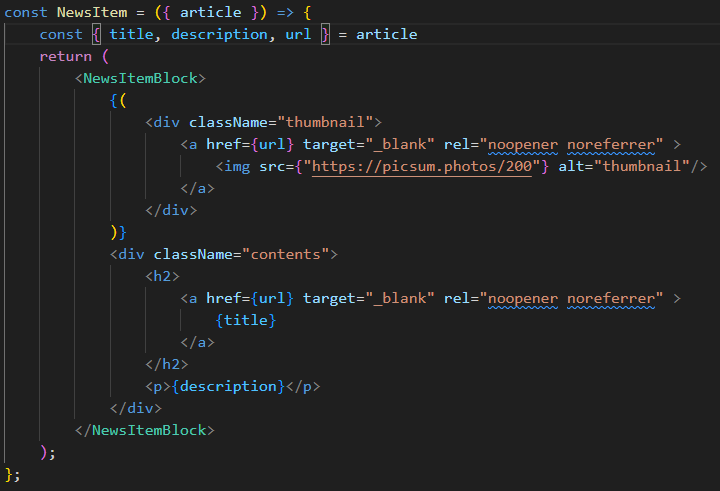 const NewsItem = ({ article }) => {
    const { title, description, url } = article
    return (
        <NewsItemBlock>
            {(
                <div className="thumbnail">
                    <a href={url} target="_blank" rel="noopener noreferrer" >
                        <img src={"https://picsum.photos/200"} alt="thumbnail"/>
                    </a>
                </div>
            )}
            <div className="contents">
                <h2>
                    <a href={url} target="_blank" rel="noopener noreferrer" >
                        {title}
                    </a>
                </h2>
                <p>{description}</p>
            </div>
        </NewsItemBlock>
    );
};